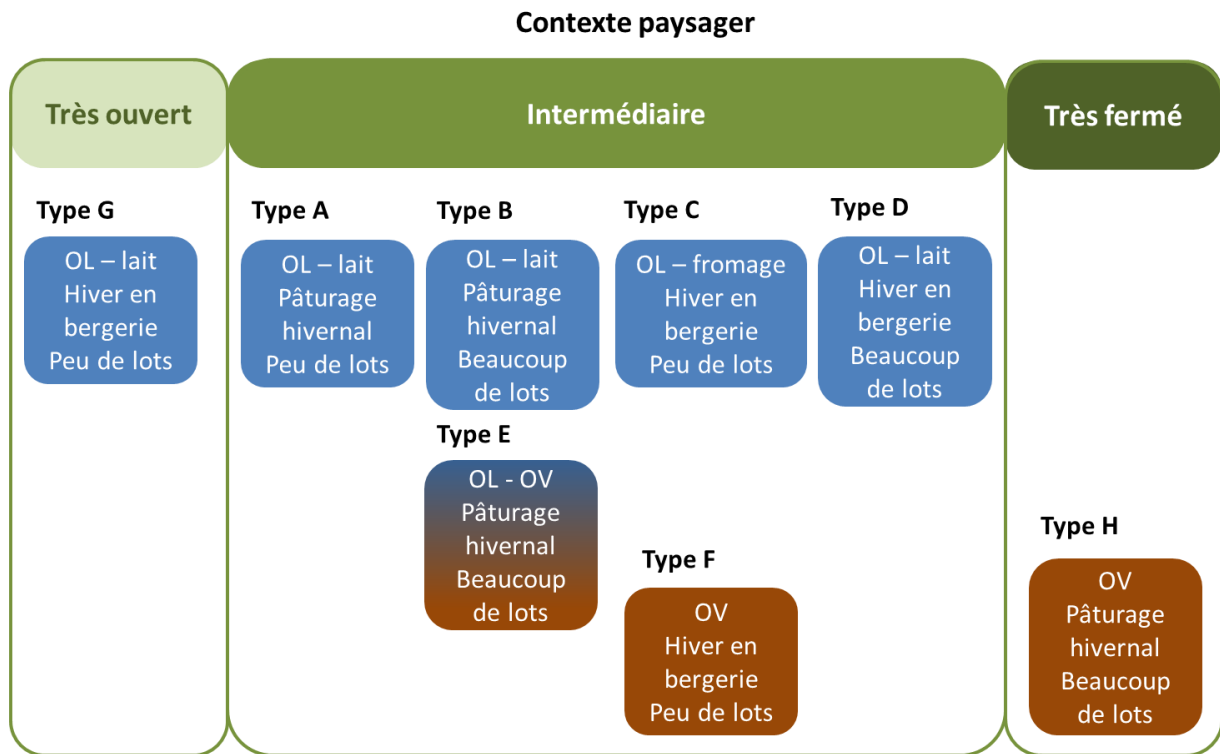 Contexte paysager
Très ouvert
Intermédiaire
Très fermé
Type G
OL – lait
Hiver en
bergerie
Peu de lots
Type A
OL – lait
Pâturage
hivernal
Peu de lots
Type B
OL – lait
Pâturage
hivernal
Beaucoup
de lots
Type C
OL – fromage
Hiver en
bergerie
Peu de lots
Type D
OL – lait
Hiver en
bergerie
Beaucoup
de lots
Type E
OL - OV
Pâturage
hivernal
Beaucoup
de lots
Type F
OV
Hiver en
bergerie
Peu de lots
Type H
OV
Pâturage
hivernal
Beaucoup
de lots